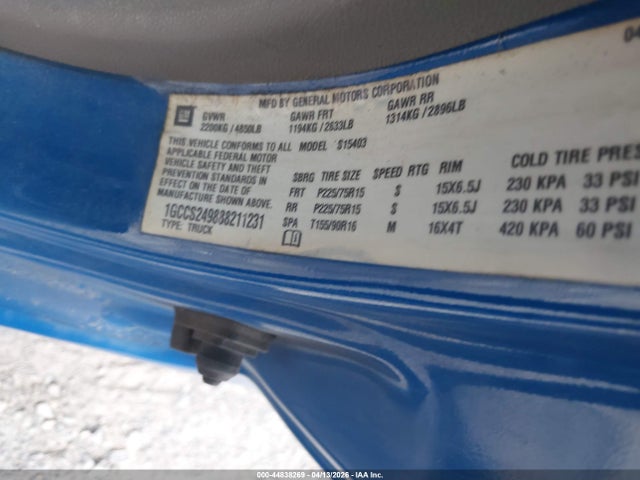 04
MFD BY GENERAL MOTORS CORPORATION
GM
GVWR GAWR FRT GAWR RR
2200KG / 4850LB 1194KG / 2633LB 1314KG / 2896LB
THIS VEHICLE CONFORMS TO ALL MODEL S15403
APPLICABLE FEDERAL MOTOR
VEHICLE SAFETY AND THEFT
PREVENTION STANDARDS IN
EFFECT ON THE DATE OF
MANUFACTURE SHOWN ABOVE.
1GCCS249838211231
TYPE: TRUCK
SBRG TIRE SIZE SPEED RTG RIM COLD TIRE PRES
FRT P225/75R15 S 15X6.5J 230 KPA 33 PSI
RR P225/75R15 S 15X6.5J 230 KPA 33 PSI
SPA T155/90R16 M 16X4T 420 KPA 60 PSI
000-44838269 - 04/13/2026 - IAA Inc.